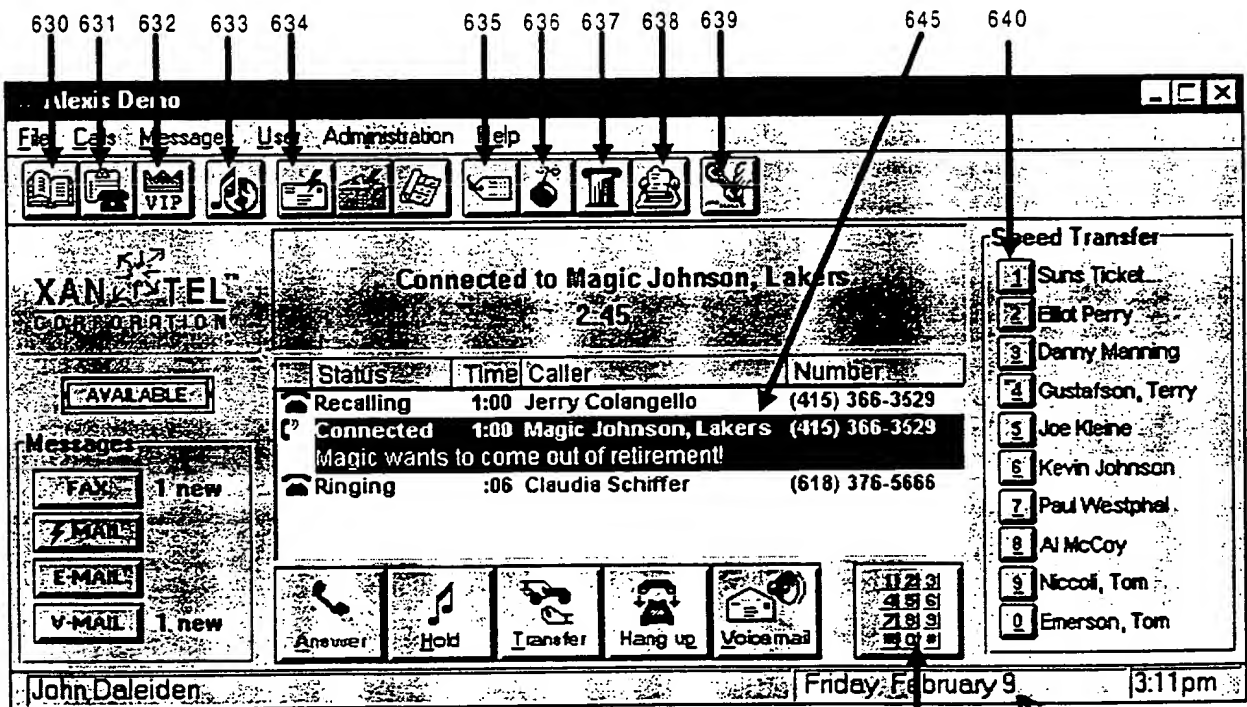 630 631 632 633 634 635 636 637 638 639 645 640
Alexis Demo
File Calls Messages User Administration Help
VIP
XANTEL™
CORPORATION
AVAILABLE
Messages
FAX 1 new
MAIL
E-MAIL
V-MAIL 1 new
Connected to Magic Johnson, Lakers
2:45
Status Time Caller Number
Recalling 1:00 Jerry Colangello (415) 366-3529
Connected 1:00 Magic Johnson, Lakers (415) 366-3529
Magic wants to come out of retirement!
Ringing :06 Claudia Schiffer (618) 376-5666
Answer Hold Transfer Hang up Voicemail
1 2 3
4 5 6
7 8 9
* 0 #
Speed Transfer
1 Suns Ticket
2 Elliot Perry
3 Danny Manning
4 Gustafson, Terry
5 Joe Kleine
6 Kevin Johnson
7 Paul Westphal
8 Al McCoy
9 Niccoli, Tom
0 Emerson, Tom
John Daleiden Friday, February 9 3:11pm